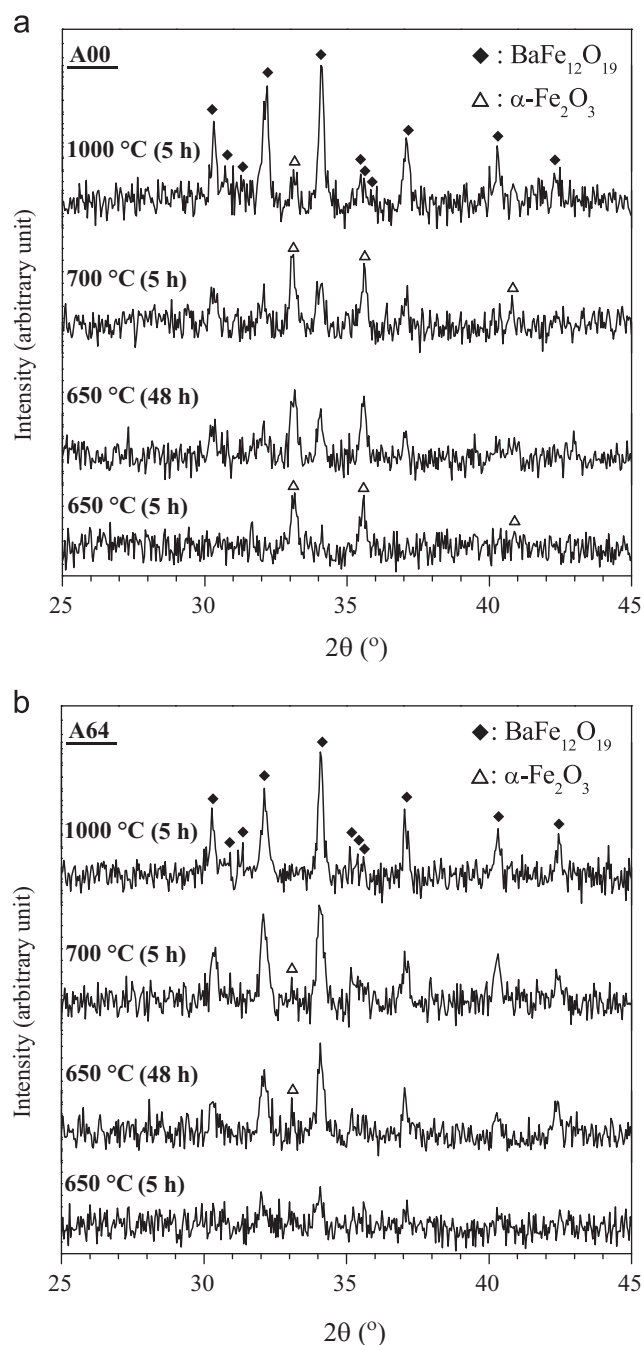 a
A00
◆: BaFe₁₂O₁₉
△: α-Fe₂O₃
1000 °C (5 h)
700 °C (5 h)
650 °C (48 h)
650 °C (5 h)
Intensity (arbitrary unit)
25 30 35 40 45
2θ (°)
b
A64
◆: BaFe₁₂O₁₉
△: α-Fe₂O₃
1000 °C (5 h)
700 °C (5 h)
650 °C (48 h)
650 °C (5 h)
Intensity (arbitrary unit)
25 30 35 40 45
2θ (°)